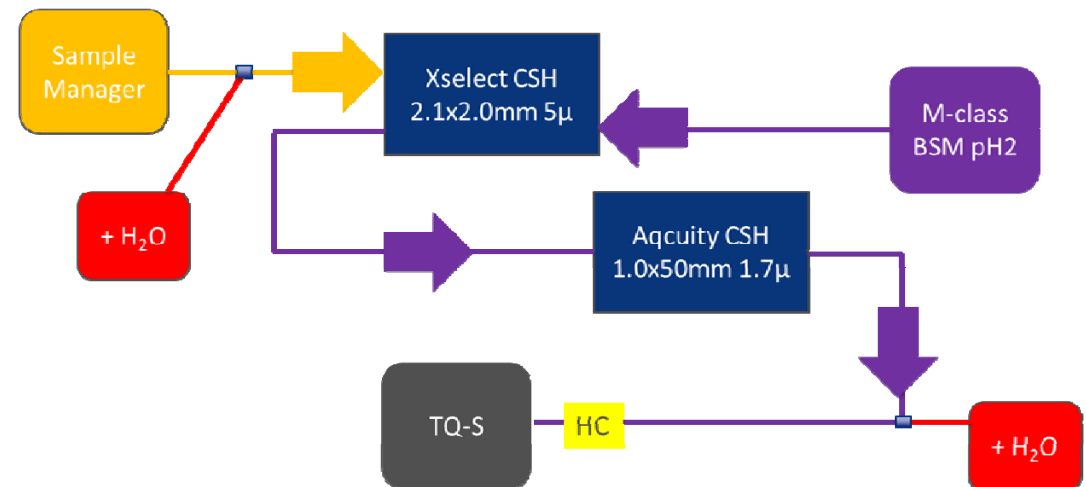 Sample
Manager
Xselect CSH
2.1x2.0mm 5µ
M-class
BSM pH2
+ H₂O
Aqcuity CSH
1.0x50mm 1.7µ
TQ-S
HC
+ H₂O